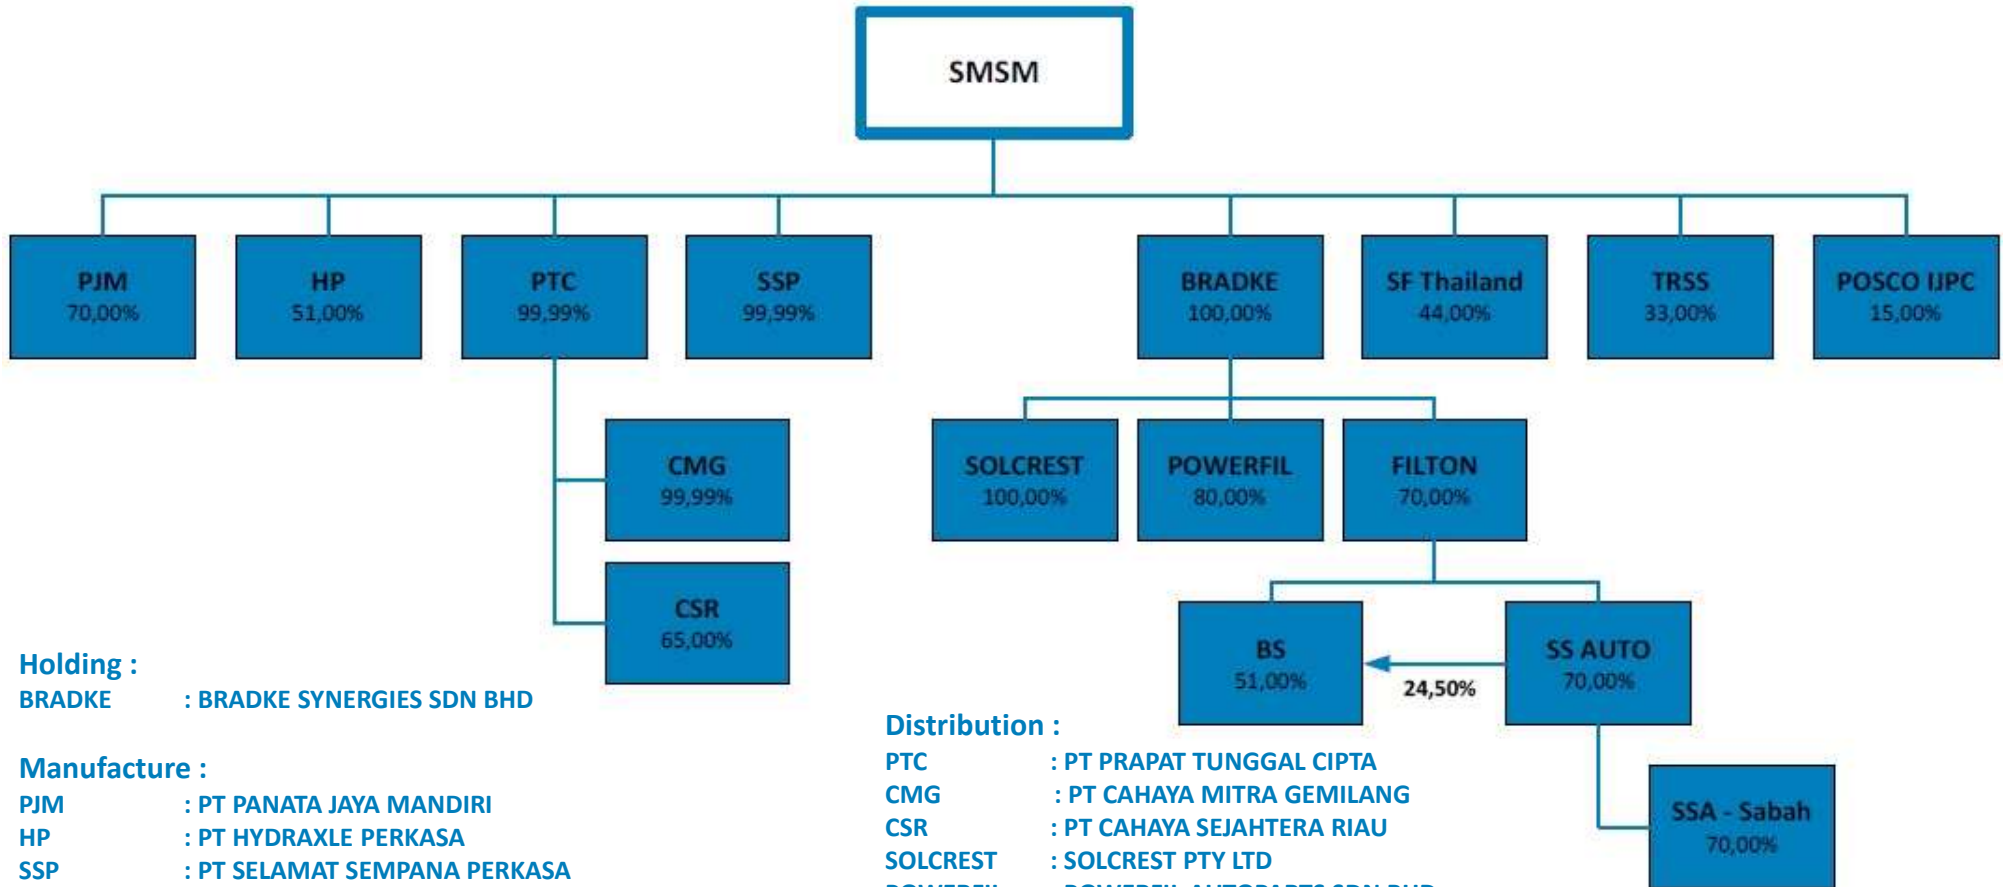 SMSM
PJM
70,00%
HP
51,00%
PTC
99,99%
SSP
99,99%
BRADKE
100,00%
SF Thailand
44,00%
TRSS
33,00%
POSCO IJPC
15,00%
CMG
99,99%
CSR
65,00%
SOLCREST
100,00%
POWERFIL
80,00%
FILTON
70,00%
BS
51,00%
24,50%
SS AUTO
70,00%
SSA - Sabah
70,00%
Holding :
BRADKE : BRADKE SYNERGIES SDN BHD
Manufacture :
PJM : PT PANATA JAYA MANDIRI
HP : PT HYDRAXLE PERKASA
SSP : PT SELAMAT SEMPANA PERKASA
Distribution :
PTC : PT PRAPAT TUNGGAL CIPTA
CMG : PT CAHAYA MITRA GEMILANG
CSR : PT CAHAYA SEJAHTERA RIAU
SOLCREST : SOLCREST PTY LTD
POWERFIL : POWERFIL AUTOPARTS SDN BHD